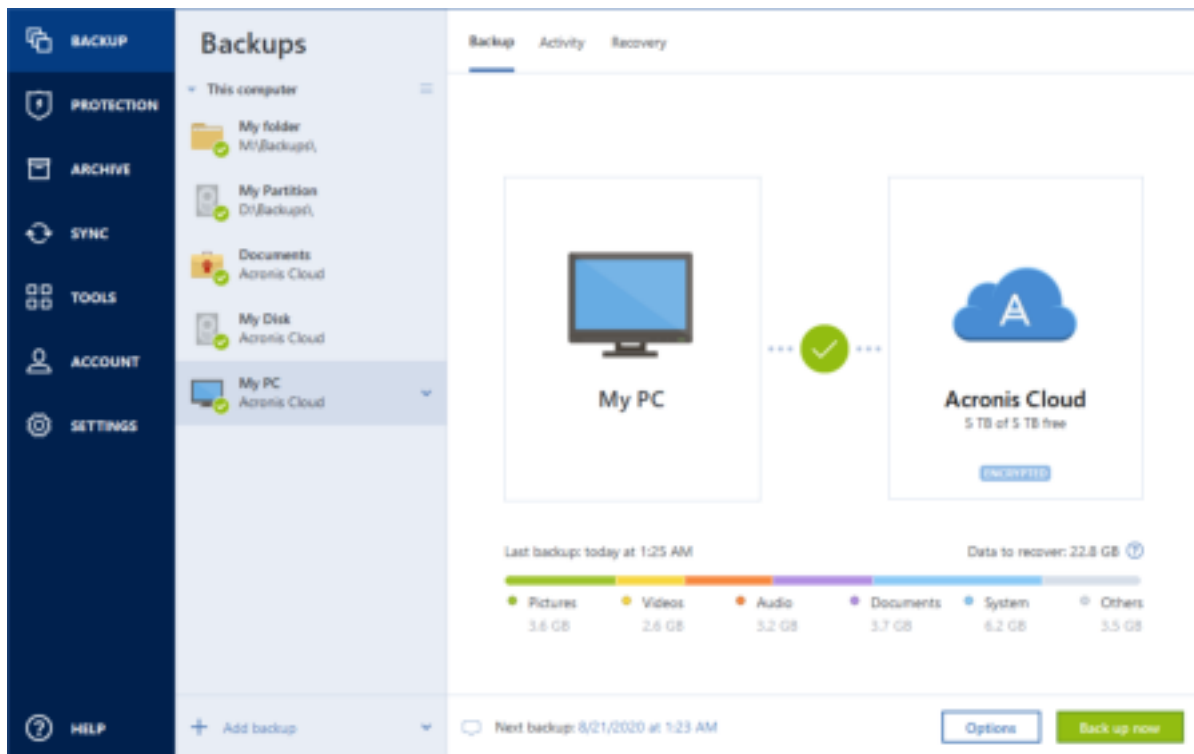 BACKUP
PROTECTION
ARCHIVE
SYNC
TOOLS
ACCOUNT
SETTINGS
HELP
Backups
This computer
My folder
M:\Backups\,
My Partition
D:\Backups\,
Documents
Acronis Cloud
My Disk
Acronis Cloud
My PC
Acronis Cloud
Add backup
Backup Activity Recovery
My PC
A
Acronis Cloud
5 TB of 5 TB free
ENCRYPTED
Last backup: today at 1:25 AM
Data to recover: 22.8 GB ?
Pictures Videos Audio Documents System Others
3.6 GB 2.6 GB 3.2 GB 3.7 GB 6.2 GB 3.5 GB
Next backup: 8/21/2020 at 1:23 AM
Options
Back up now